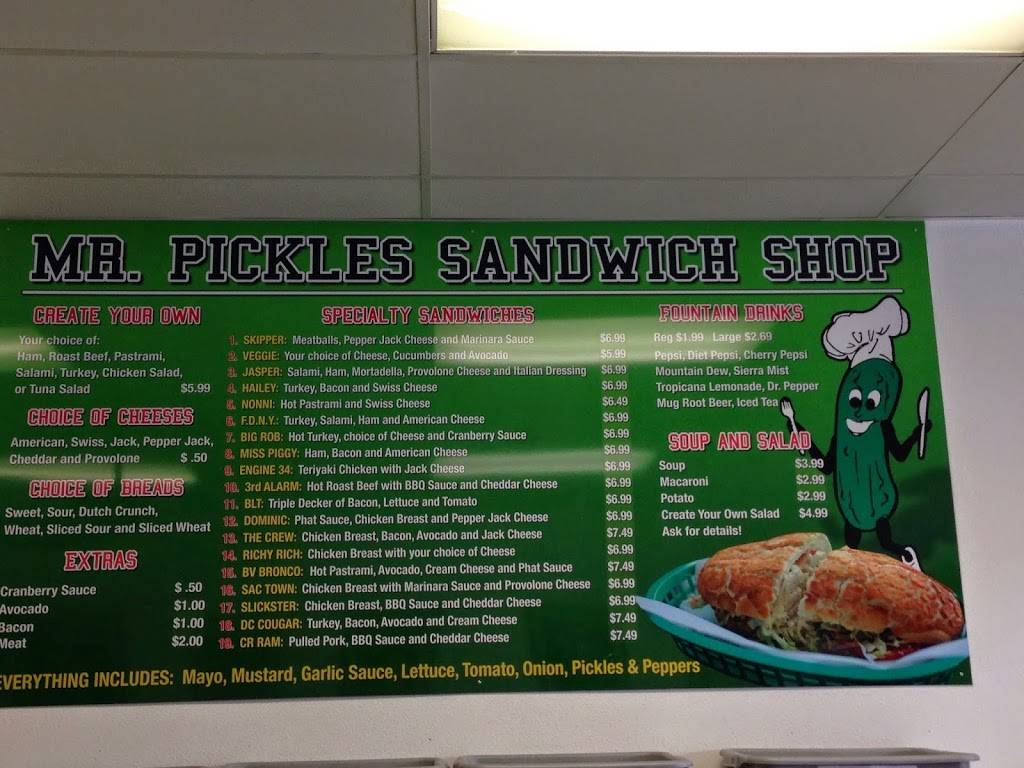 MR. PICKLES SANDWICH SHOP
CREATE YOUR OWN
Your choice of:
Ham, Roast Beef, Pastrami,
Salami, Turkey, Chicken Salad,
or Tuna Salad $5.99
CHOICE OF CHEESES
American, Swiss, Jack, Pepper Jack,
Cheddar and Provolone $ .50
CHOICE OF BREADS
Sweet, Sour, Dutch Crunch,
Wheat, Sliced Sour and Sliced Wheat
EXTRAS
Cranberry Sauce $ .50
Avocado $1.00
Bacon $1.00
Meat $2.00
SPECIALTY SANDWICHES
1. SKIPPER: Meatballs, Pepper Jack Cheese and Marinara Sauce $6.99
2. VEGGIE: Your choice of Cheese, Cucumbers and Avocado $5.99
3. JASPER: Salami, Ham, Mortadella, Provolone Cheese and Italian Dressing $6.99
4. HAILEY: Turkey, Bacon and Swiss Cheese $6.99
5. NONNI: Hot Pastrami and Swiss Cheese $6.49
6. F.D.N.Y.: Turkey, Salami, Ham and American Cheese $6.99
7. BIG ROB: Hot Turkey, choice of Cheese and Cranberry Sauce $6.99
8. MISS PIGGY: Ham, Bacon and American Cheese $6.99
9. ENGINE 34: Teriyaki Chicken with Jack Cheese $6.99
10. 3rd ALARM: Hot Roast Beef with BBQ Sauce and Cheddar Cheese $6.99
11. BLT: Triple Decker of Bacon, Lettuce and Tomato $6.99
12. DOMINIC: Phat Sauce, Chicken Breast and Pepper Jack Cheese $6.99
13. THE CREW: Chicken Breast, Bacon, Avocado and Jack Cheese $7.49
14. RICHY RICH: Chicken Breast with your choice of Cheese $6.99
15. BV BRONCO: Hot Pastrami, Avocado, Cream Cheese and Phat Sauce $7.49
16. SAC TOWN: Chicken Breast with Marinara Sauce and Provolone Cheese $6.99
17. SLICKSTER: Chicken Breast, BBQ Sauce and Cheddar Cheese $6.99
18. DC COUGAR: Turkey, Bacon, Avocado and Cream Cheese $7.49
19. CR RAM: Pulled Pork, BBQ Sauce and Cheddar Cheese $7.49
FOUNTAIN DRINKS
Reg $1.99 Large $2.69
Pepsi, Diet Pepsi, Cherry Pepsi
Mountain Dew, Sierra Mist
Tropicana Lemonade, Dr. Pepper
Mug Root Beer, Iced Tea
SOUP AND SALAD
Soup $3.99
Macaroni $2.99
Potato $2.99
Create Your Own Salad $4.99
Ask for details!
EVERYTHING INCLUDES: Mayo, Mustard, Garlic Sauce, Lettuce, Tomato, Onion, Pickles & Peppers